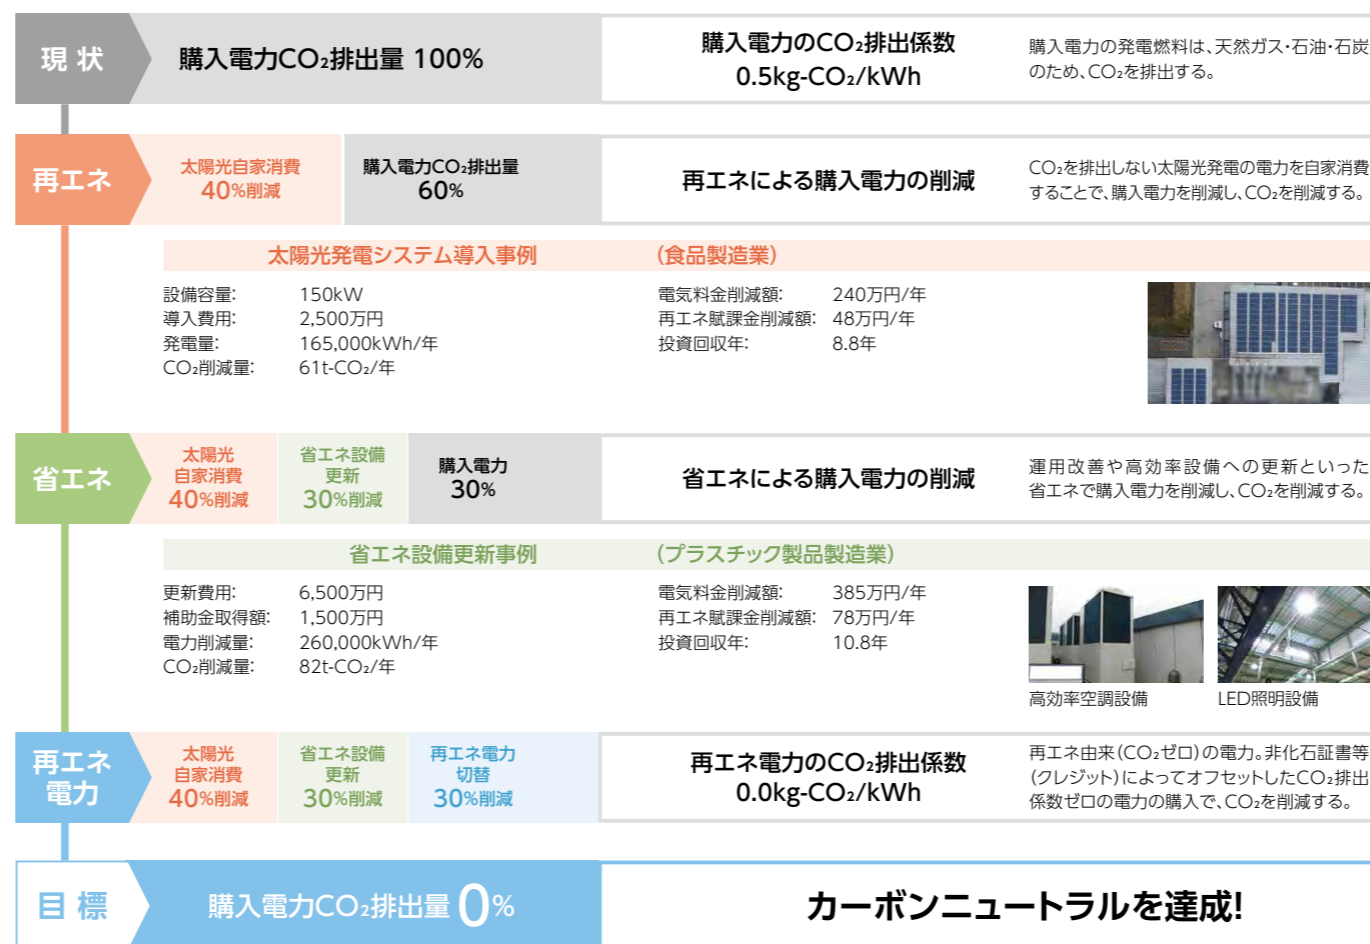 現状
購入電力CO₂排出量 100%
購入電力のCO₂排出係数
0.5kg-CO₂/kWh
購入電力の発電燃料は、天然ガス・石油・石炭
のため、CO₂を排出する。
再エネ
太陽光自家消費
40%削減
購入電力CO₂排出量
60%
再エネによる購入電力の削減
CO₂を排出しない太陽光発電の電力を自家消費
することで、購入電力を削減し、CO₂を削減する。
太陽光発電システム導入事例 (食品製造業)
設備容量: 150kW
導入費用: 2,500万円
発電量: 165,000kWh/年
CO₂削減量: 61t-CO₂/年
電気料金削減額: 240万円/年
再エネ賦課金削減額: 48万円/年
投資回収年: 8.8年
省エネ
太陽光
自家消費
40%削減
省エネ設備
更新
30%削減
購入電力
30%
省エネによる購入電力の削減
運用改善や高効率設備への更新といった
省エネで購入電力を削減し、CO₂を削減する。
省エネ設備更新事例 (プラスチック製品製造業)
更新費用: 6,500万円
補助金取得額: 1,500万円
電力削減量: 260,000kWh/年
CO₂削減量: 82t-CO₂/年
電気料金削減額: 385万円/年
再エネ賦課金削減額: 78万円/年
投資回収年: 10.8年
高効率空調設備
LED照明設備
再エネ
電力
太陽光
自家消費
40%削減
省エネ設備
更新
30%削減
再エネ電力
切替
30%削減
再エネ電力のCO₂排出係数
0.0kg-CO₂/kWh
再エネ由来(CO₂ゼロ)の電力。非化石証書等
(クレジット)によってオフセットしたCO₂排出
係数ゼロの電力の購入で、CO₂を削減する。
目標
購入電力CO₂排出量 0%
カーボンニュートラルを達成!